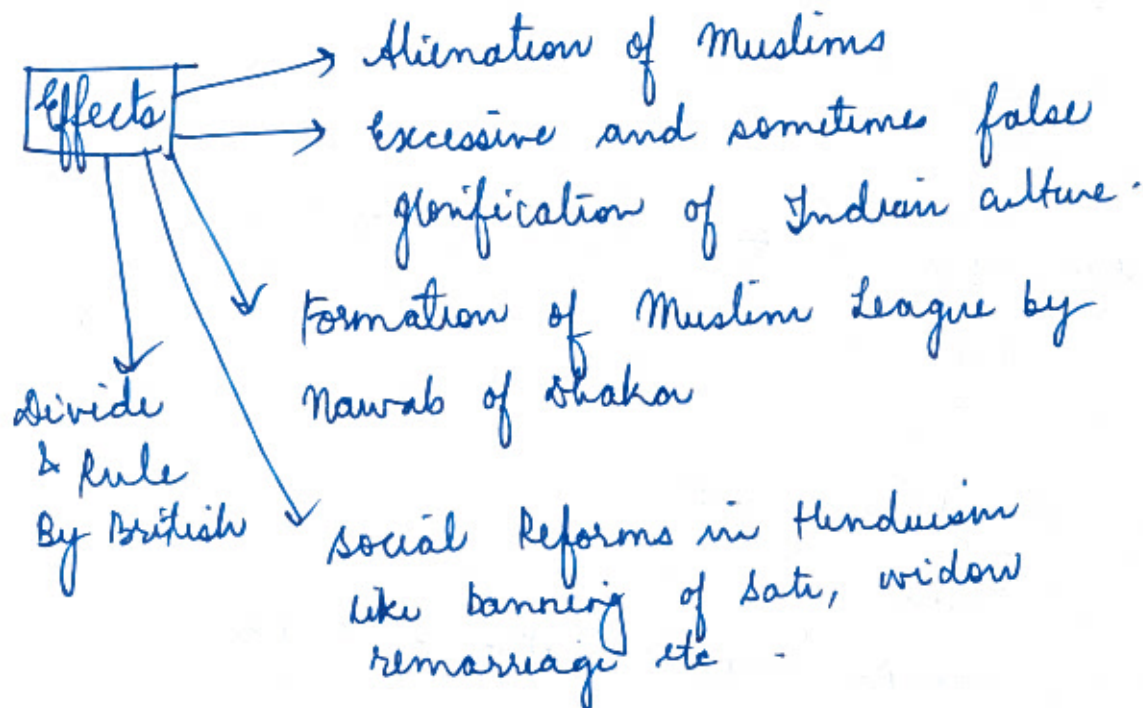 Effects
Alienation of Muslims
Excessive and sometimes false
glorification of Indian culture.
Formation of Muslim League by
Nawab of Dhaka
Divide
& Rule
By British
Social Reforms in Hinduism
like banning of Sati, widow
remarriage etc.